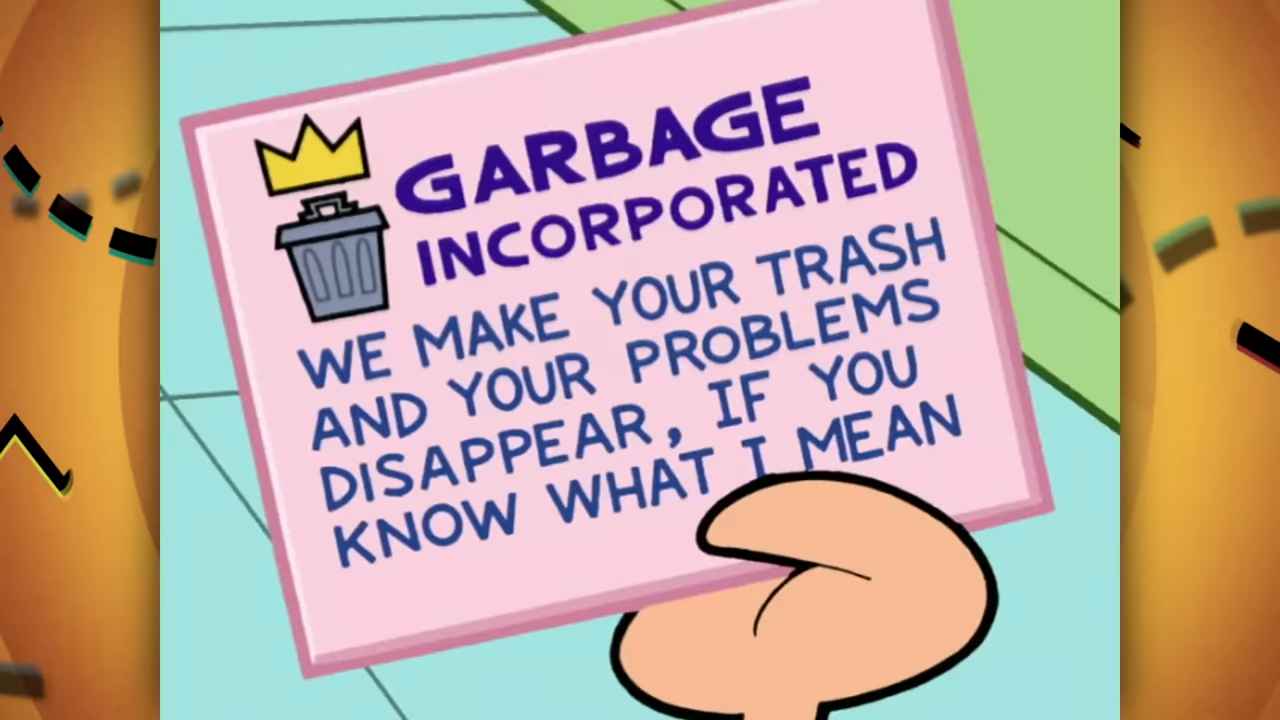 GARBAGE
INCORPORATED
WE MAKE YOUR TRASH
AND YOUR PROBLEMS
DISAPPEAR, IF YOU
KNOW WHAT I MEAN